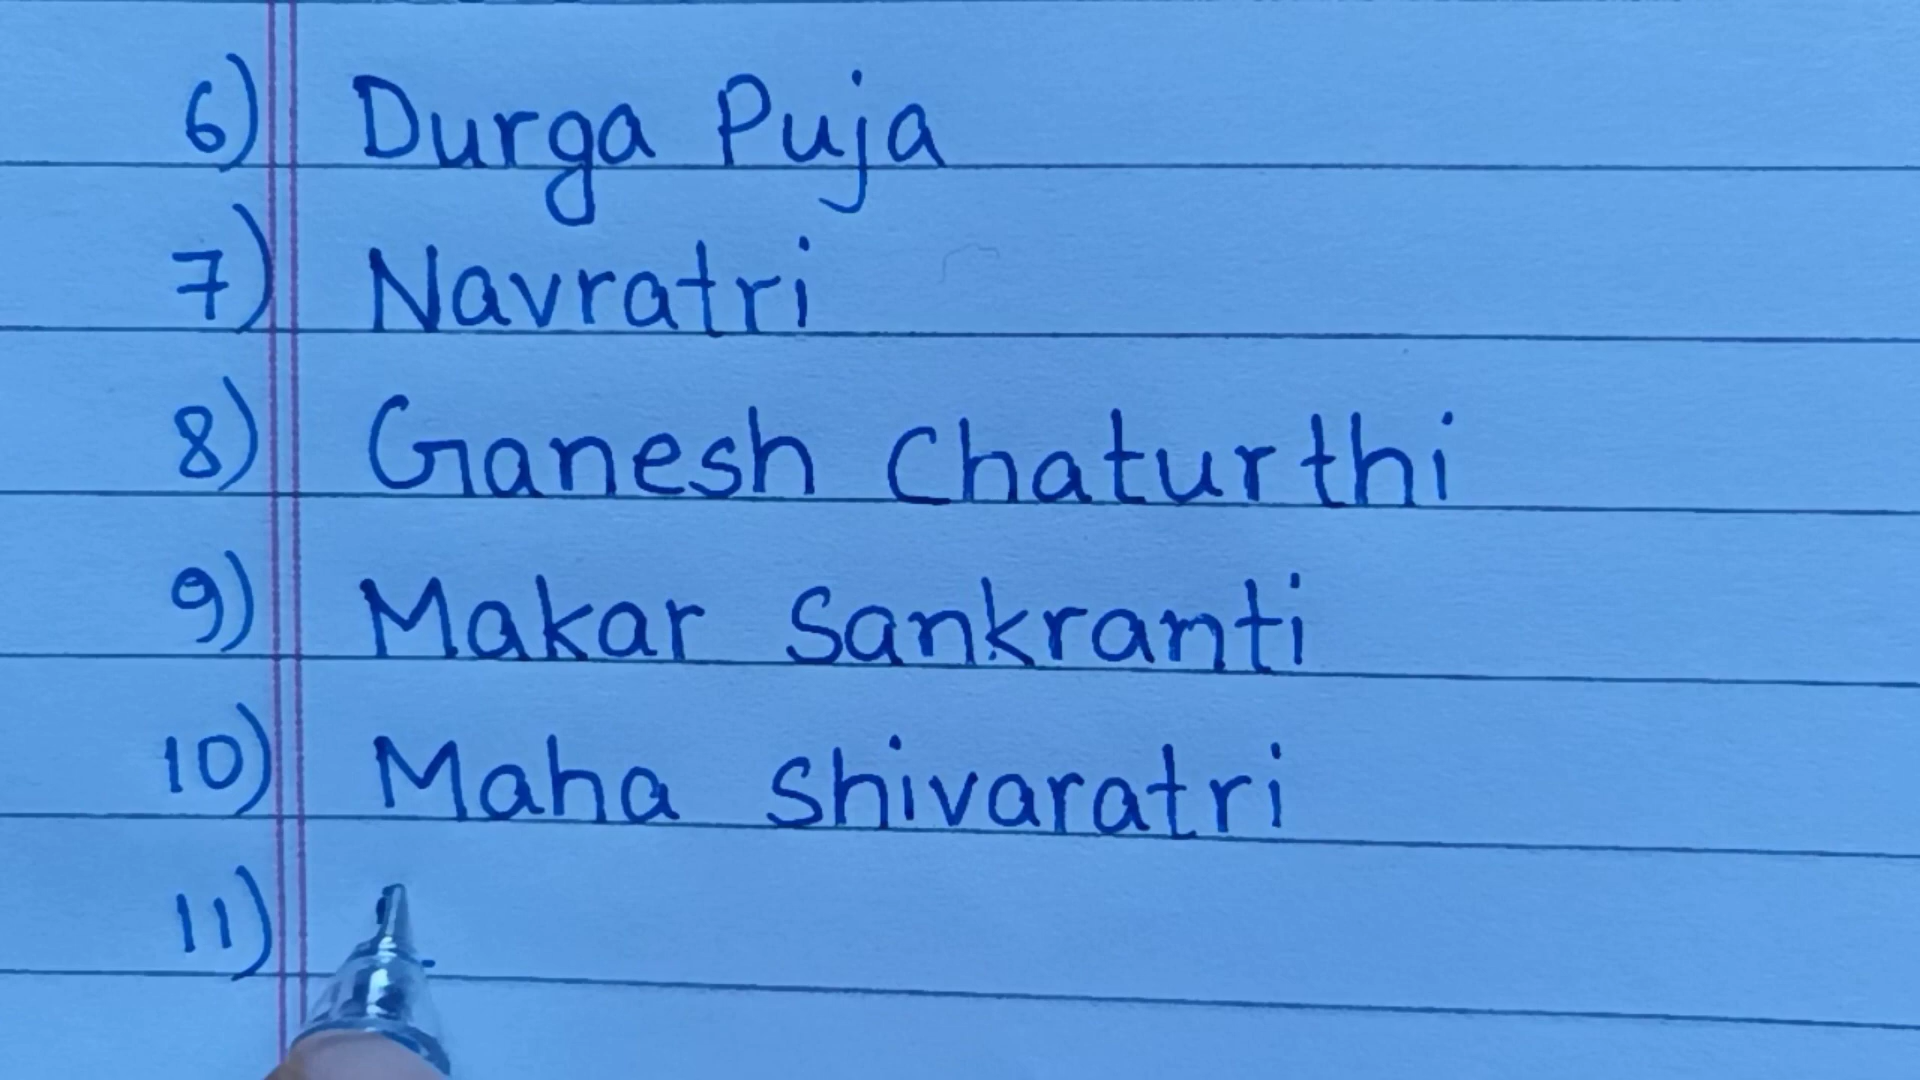 6) Durga Puja
7) Navratri
8) Ganesh Chaturthi
9) Makar Sankranti
10) Maha Shivaratri
11)